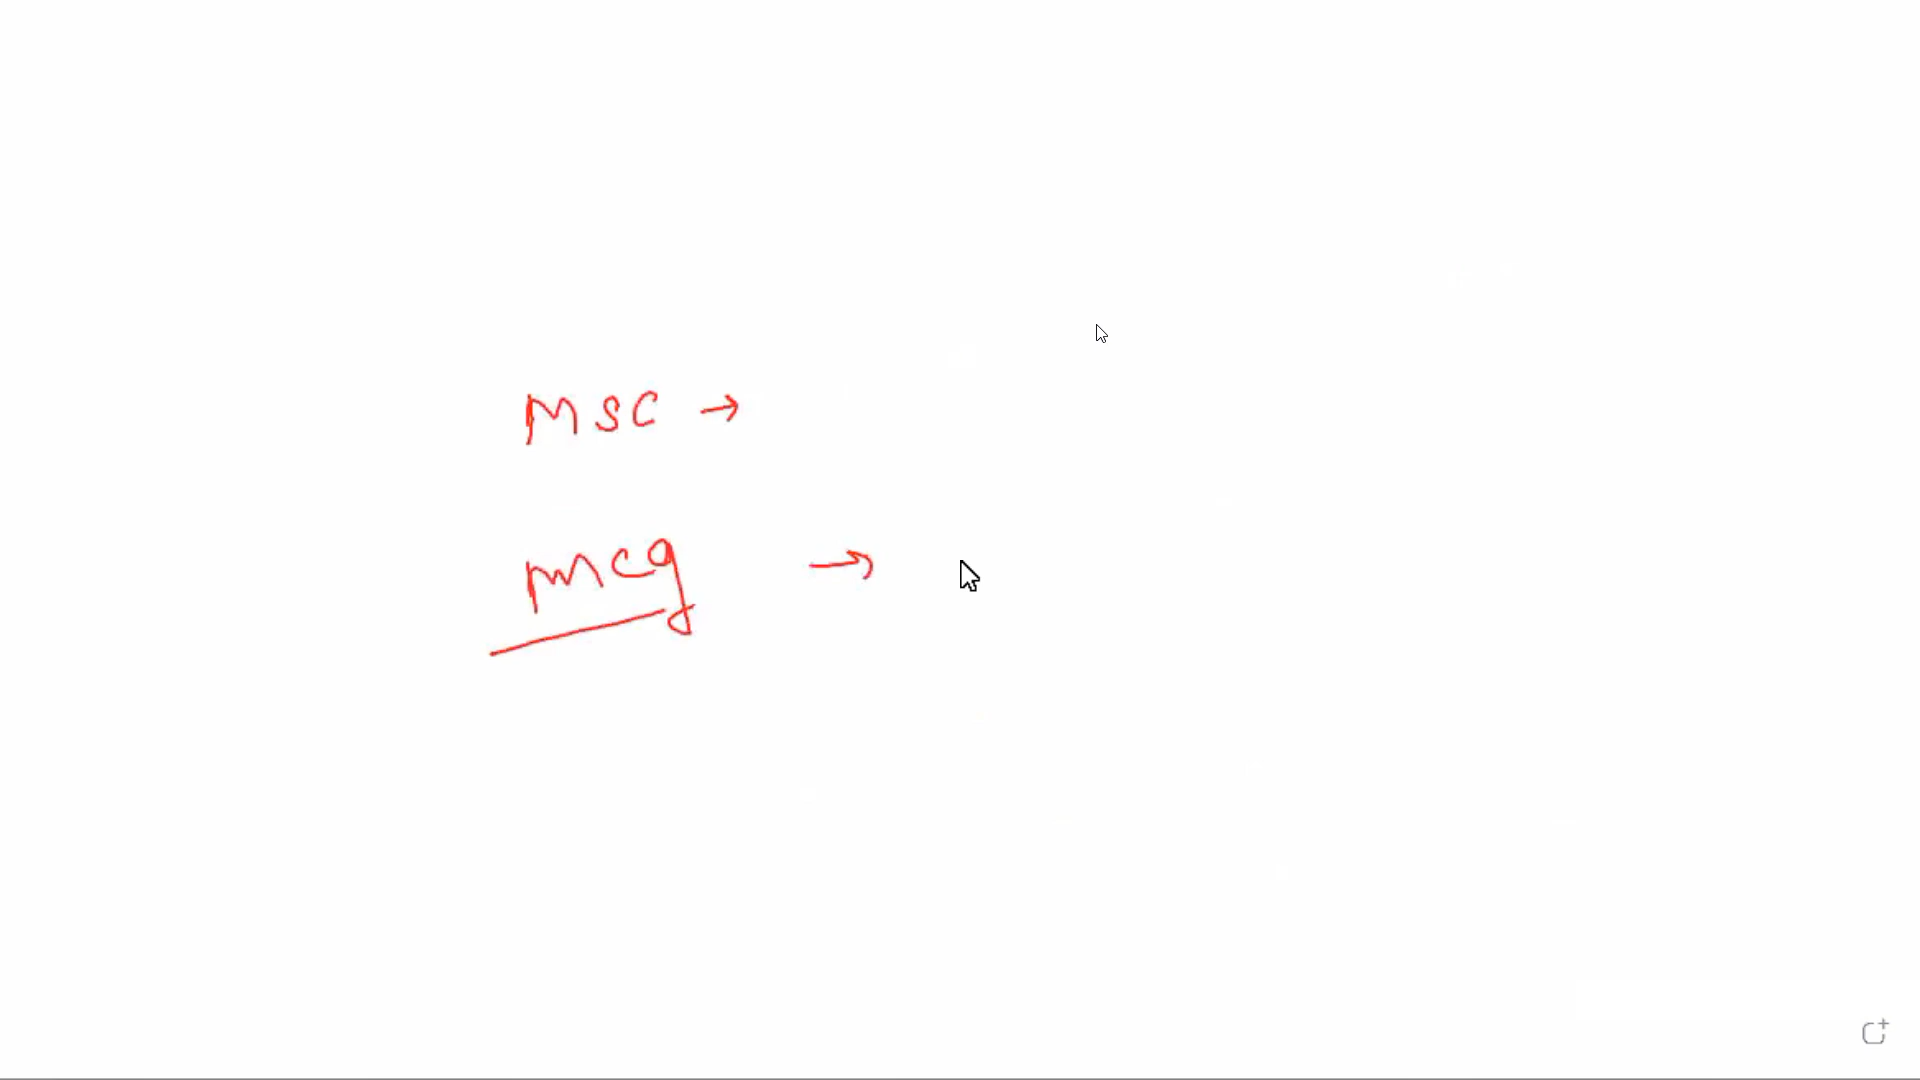 MSC →
mcq →